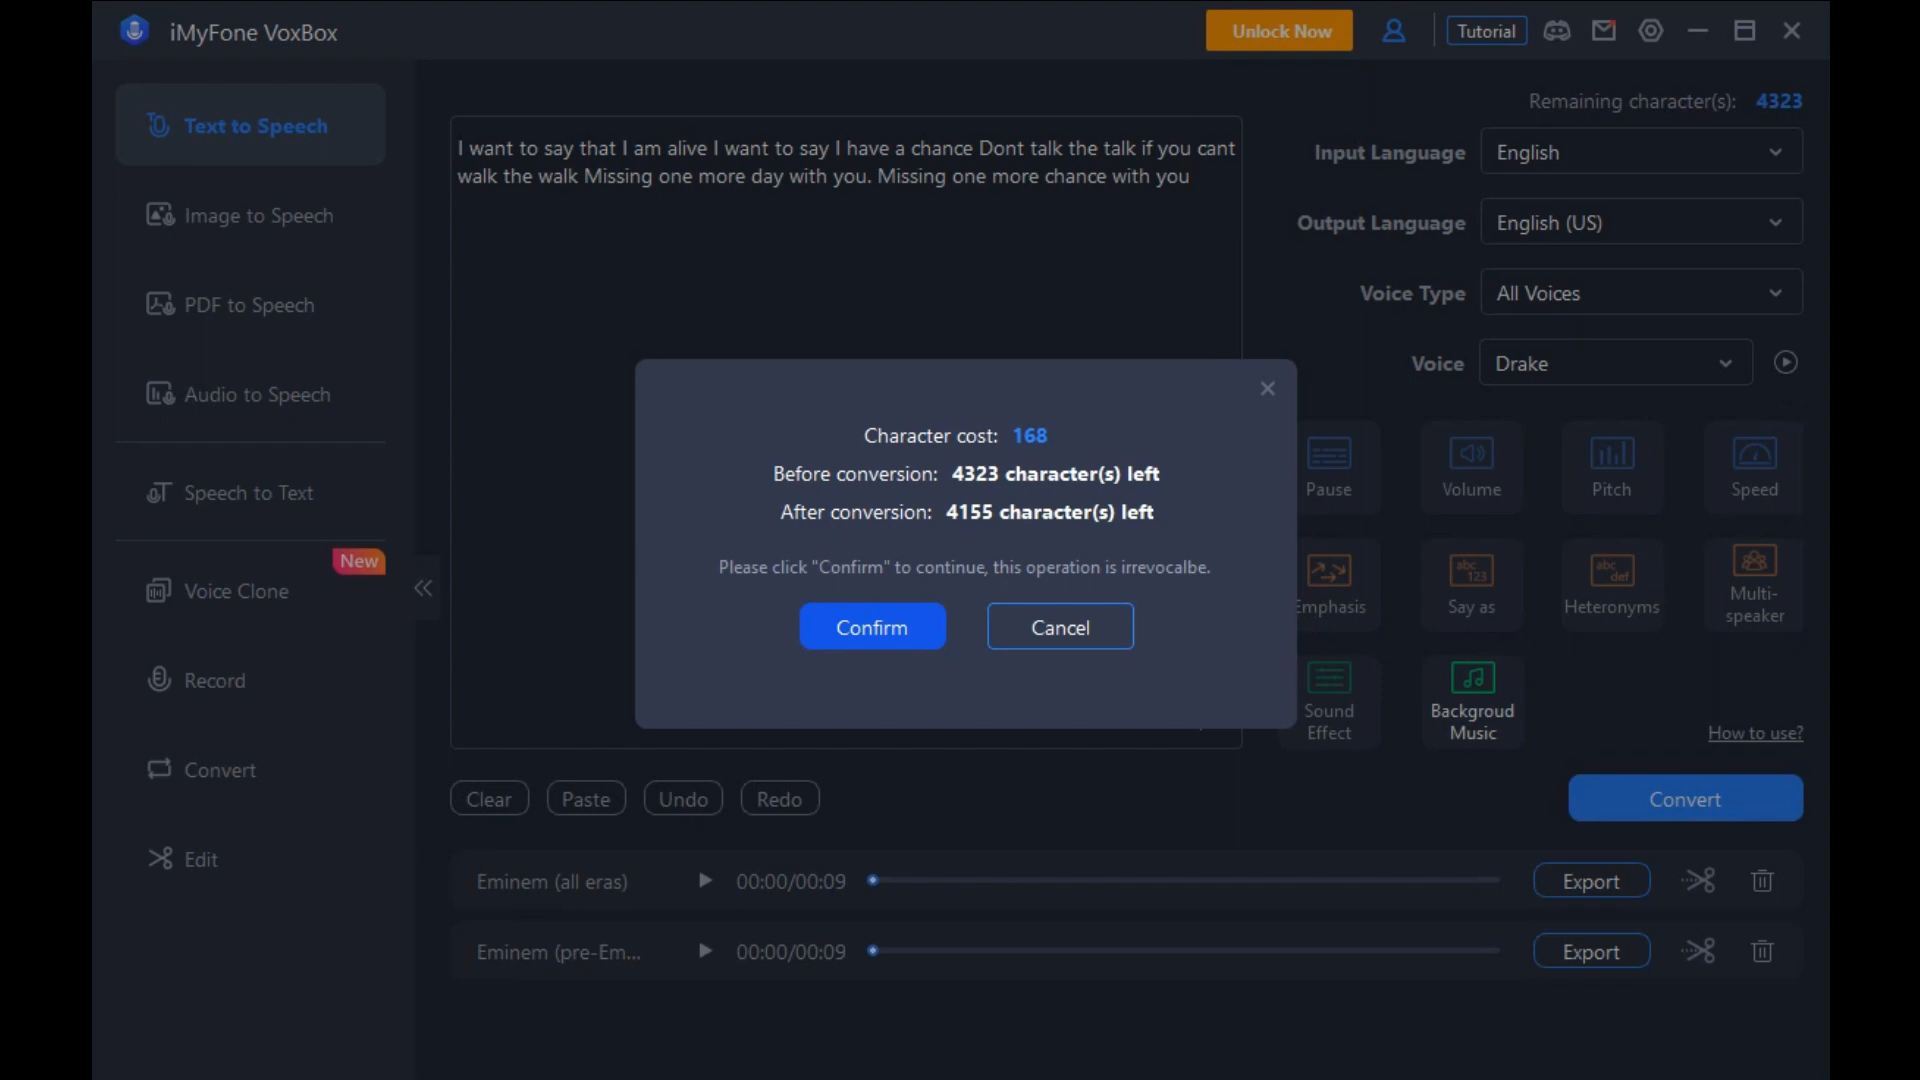 iMyFone VoxBox
Unlock Now
Tutorial
Text to Speech
Image to Speech
PDF to Speech
Audio to Speech
Speech to Text
New
Voice Clone
Record
Convert
Edit
Remaining character(s): 4323
I want to say that I am alive I want to say I have a chance Dont talk the talk if you cant
walk the walk Missing one more day with you. Missing one more chance with you
Input Language English
Output Language English (US)
Voice Type All Voices
Voice Drake
Character cost: 168
Before conversion: 4323 character(s) left
After conversion: 4155 character(s) left
Please click "Confirm" to continue, this operation is irrevocalbe.
Confirm Cancel
Pause Volume Pitch Speed
abc 123
abc def
Emphasis Say as Heteronyms Multi-
speaker
Sound Backgroud
Effect Music
How to use?
Clear Paste Undo Redo
Convert
Eminem (all eras) 00:00/00:09 Export
Eminem (pre-Em... 00:00/00:09 Export